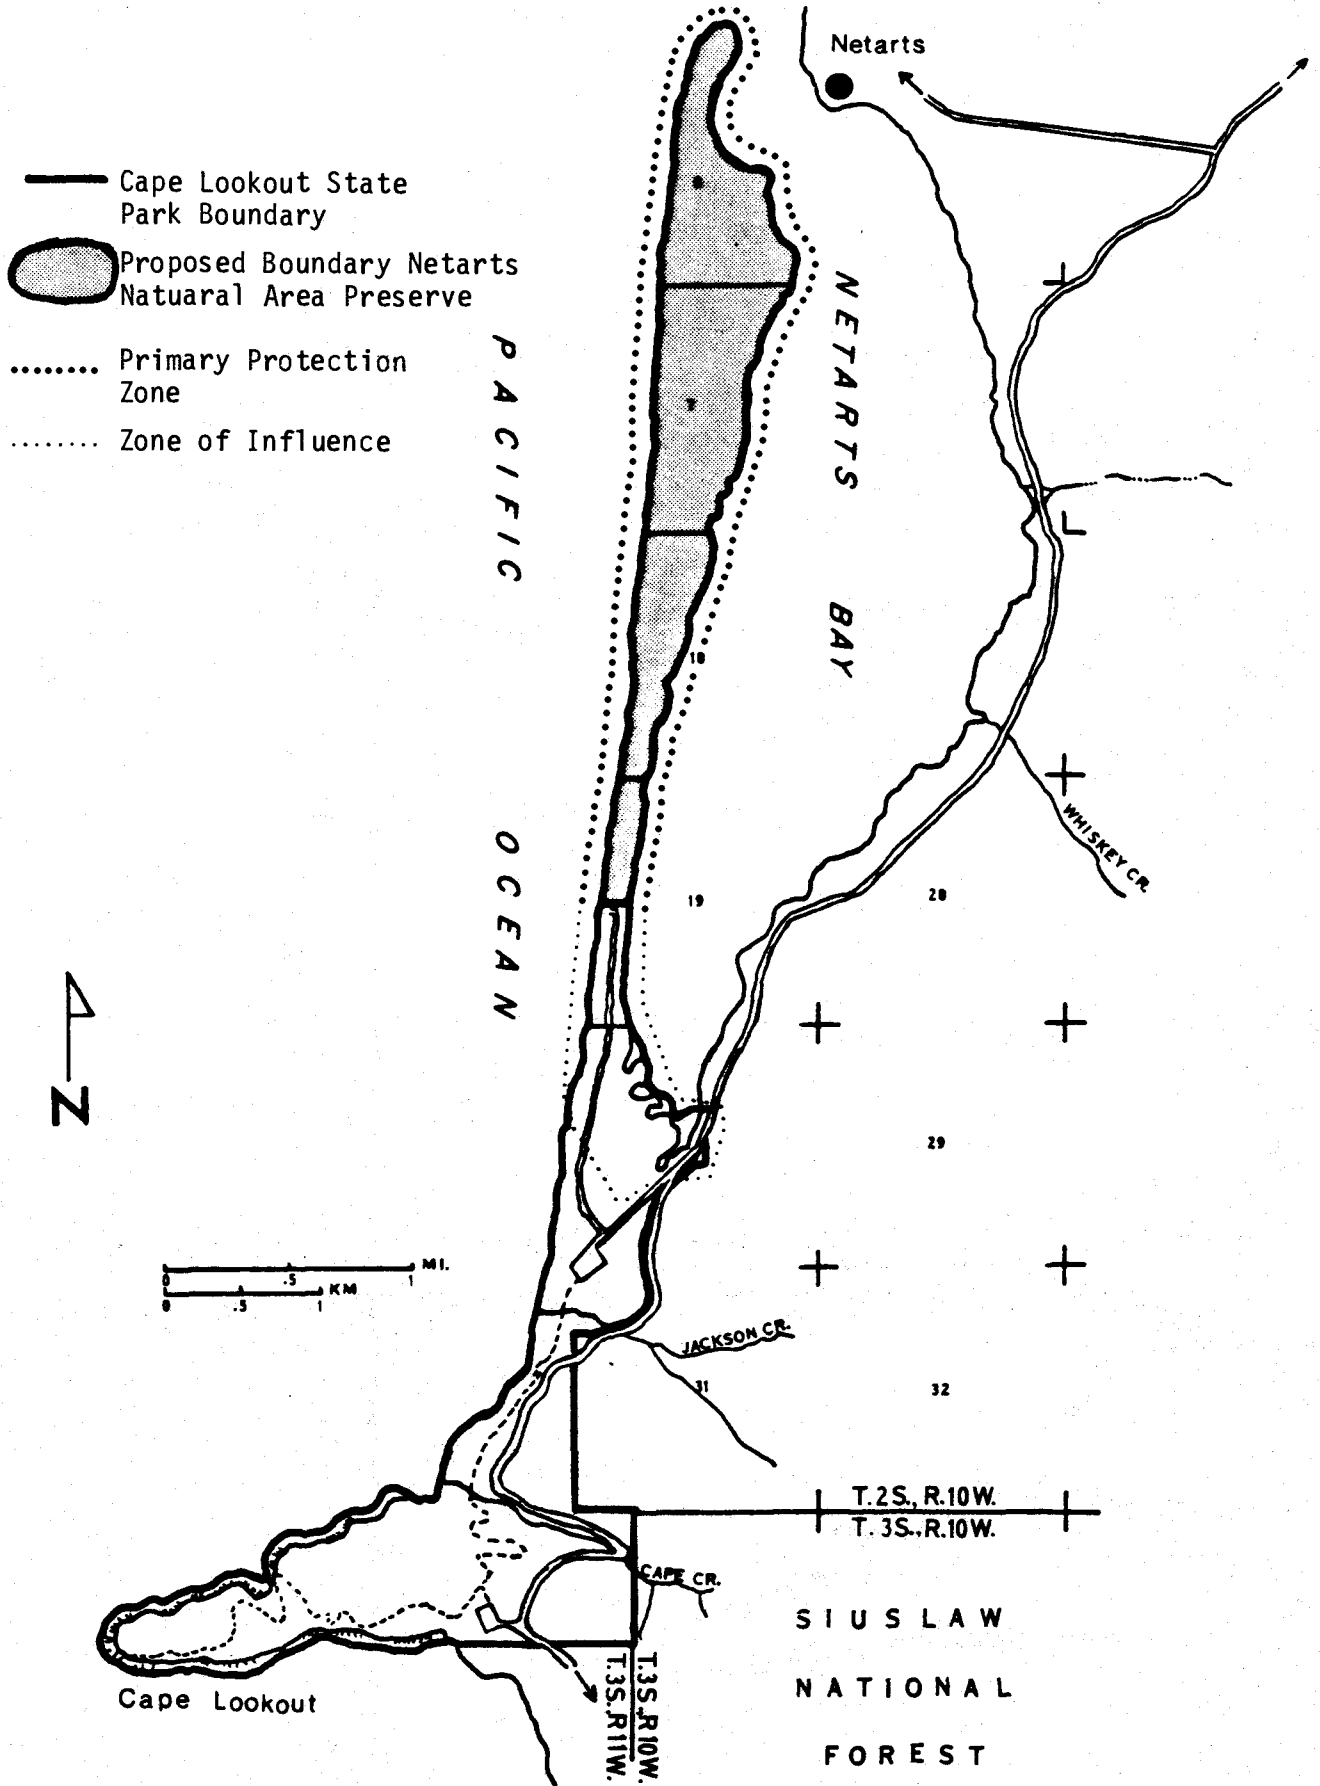 Netarts
Cape Lookout State
Park Boundary
Proposed Boundary Netarts
Natuaral Area Preserve
Primary Protection
Zone
Zone of Influence
PACIFIC
OCEAN
NETARTS
BAY
7
18
19
28
29
31
32
WHISKEY CR.
N
0 .5 1 MI.
0 .5 1 KM
JACKSON CR.
T.2S., R.10W.
T.3S., R.10W.
CAPE CR.
SIUSLAW
NATIONAL
FOREST
T.3S., R.10W.
T.3S., R.11W.
Cape Lookout